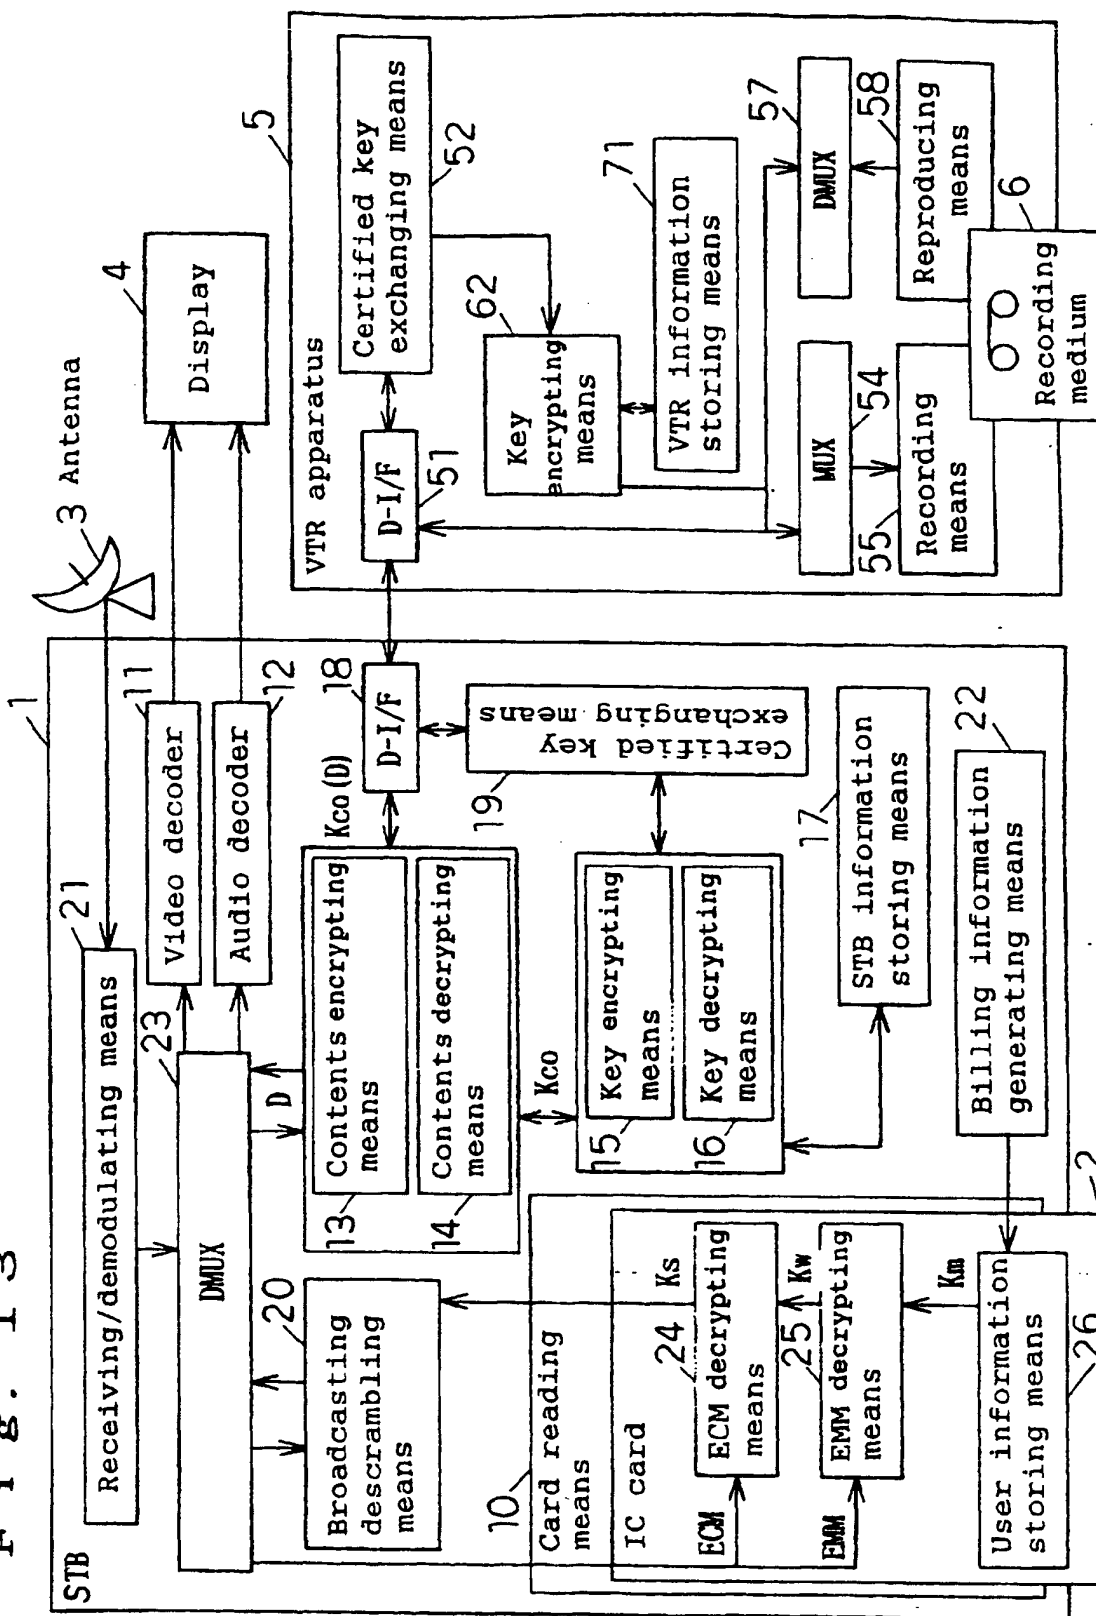 Fig. 13
1
STB
21
Receiving/demodulating means
3 Antenna
DMUX
23
11
Video decoder
Audio decoder
12
4
Display
20
Broadcasting
descrambling
means
D
13
Contents encrypting
means
14
Contents decrypting
means
Kco(D)
18
D-I/F
19
Certified key
exchanging means
Kco
15
Key encrypting
means
16
Key decrypting
means
17
STB information
storing means
10
Card reading
means
IC card
ECM
EMM
Ks
24
ECM decrypting
means
Kw
25
EMM decrypting
means
Km
User information
storing means
26
2
22
Billing information
generating means
5
VTR apparatus
D-I/F
51
Certified key
exchanging means
52
62
Key
encrypting
means
71
VTR information
storing means
MUX
54
DMUX
57
55
Recording
means
58
Reproducing
means
6
Recording
medium